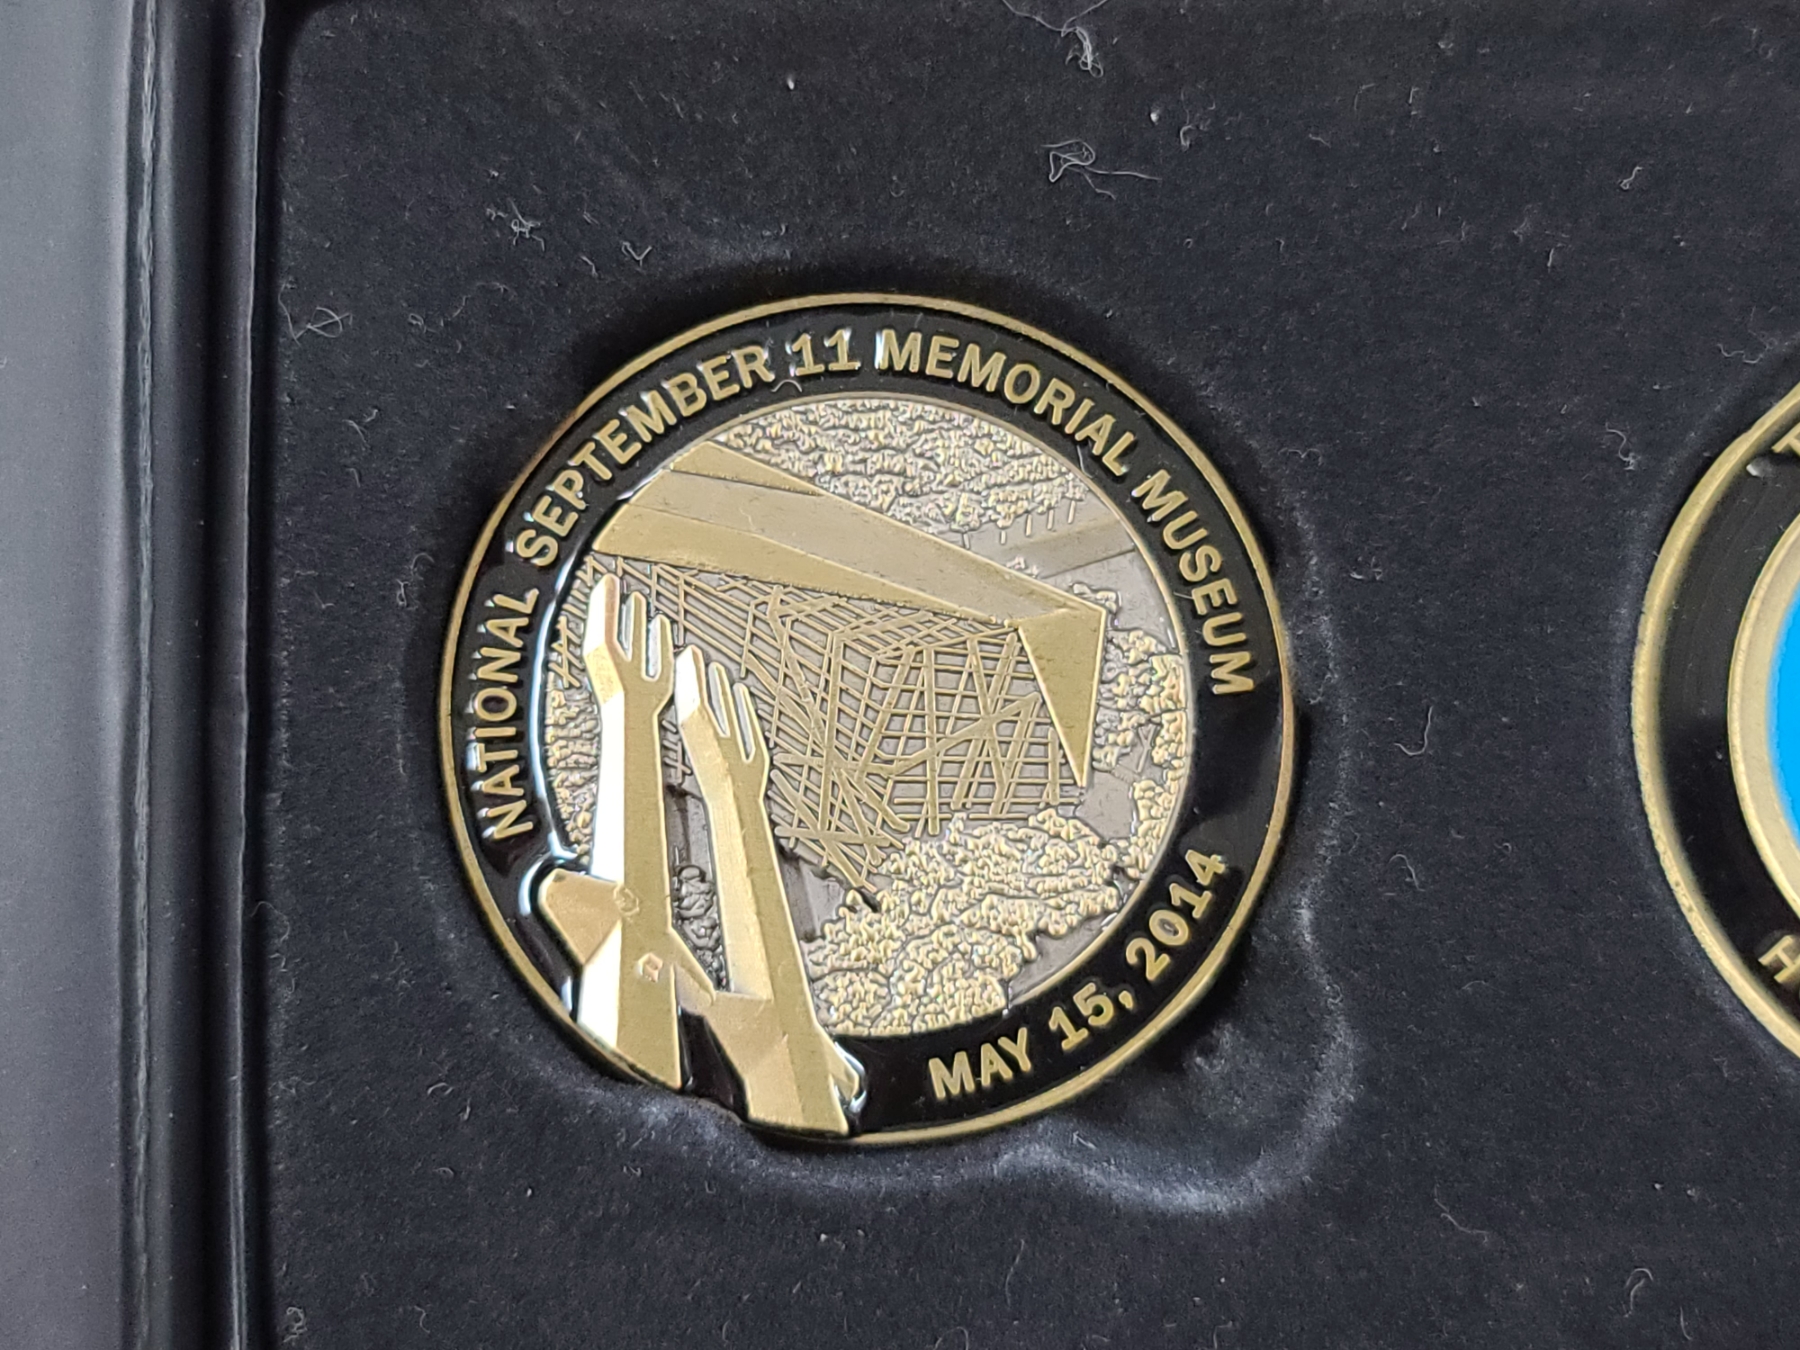 NATIONAL SEPTEMBER 11 MEMORIAL MUSEUM
MAY 15, 2014